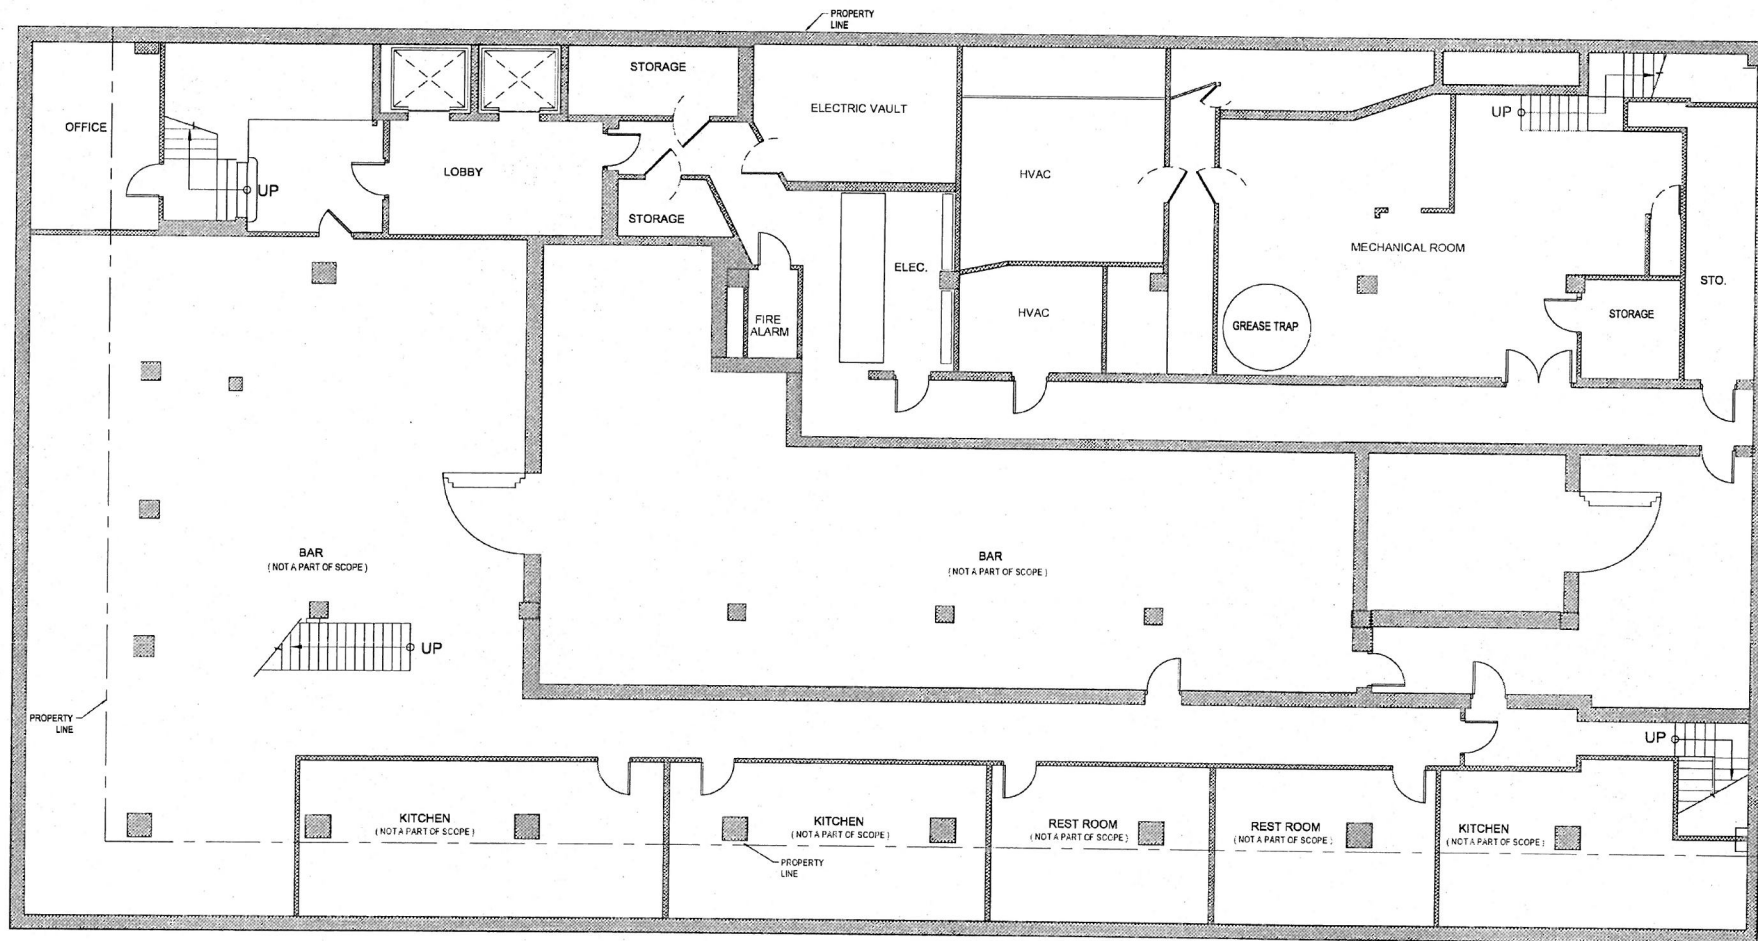 PROPERTY
LINE
STORAGE
ELECTRIC VAULT
OFFICE
UP
LOBBY
HVAC
UP
STORAGE
MECHANICAL ROOM
ELEC.
STO.
FIRE
ALARM
HVAC
GREASE TRAP
STORAGE
BAR
( NOT A PART OF SCOPE )
BAR
( NOT A PART OF SCOPE )
UP
PROPERTY
LINE
UP
KITCHEN
( NOT A PART OF SCOPE )
KITCHEN
( NOT A PART OF SCOPE )
REST ROOM
( NOT A PART OF SCOPE )
REST ROOM
( NOT A PART OF SCOPE )
KITCHEN
( NOT A PART OF SCOPE )
PROPERTY
LINE